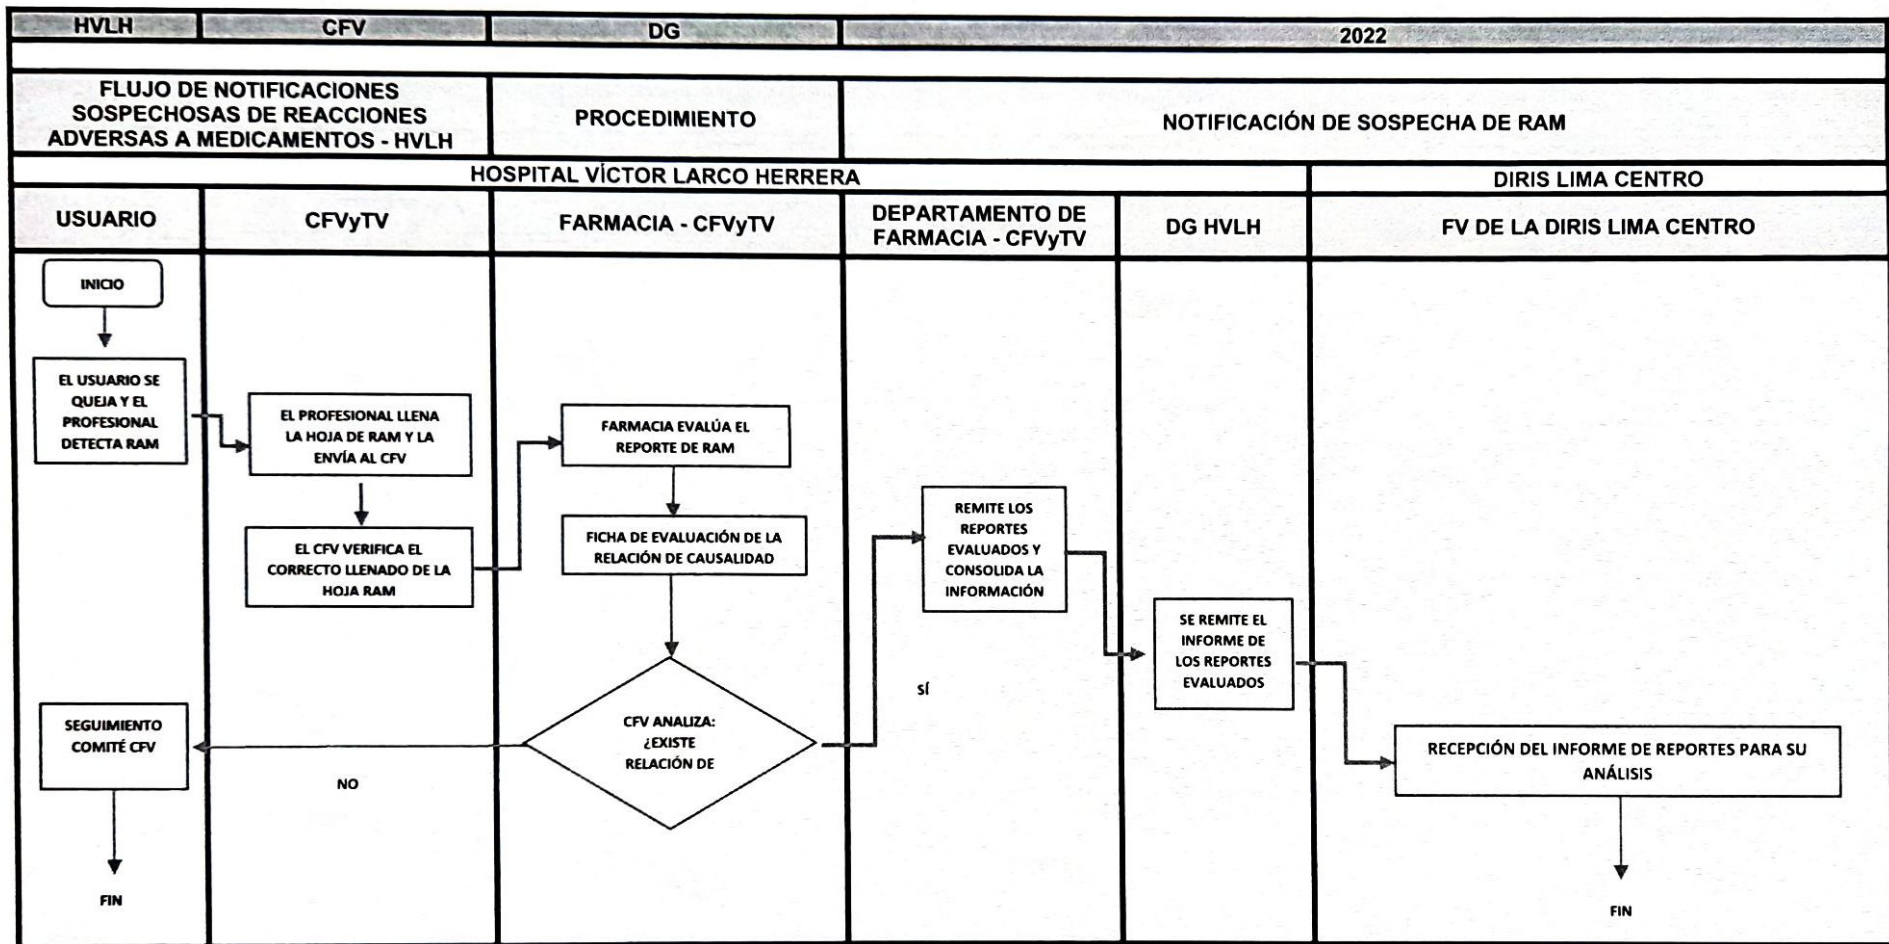 HVLH
CFV
DG
2022
FLUJO DE NOTIFICACIONES
SOSPECHOSAS DE REACCIONES
ADVERSAS A MEDICAMENTOS - HVLH
PROCEDIMIENTO
NOTIFICACIÓN DE SOSPECHA DE RAM
HOSPITAL VÍCTOR LARCO HERRERA
DIRIS LIMA CENTRO
USUARIO
CFVyTV
FARMACIA - CFVyTV
DEPARTAMENTO DE
FARMACIA - CFVyTV
DG HVLH
FV DE LA DIRIS LIMA CENTRO
INICIO
EL USUARIO SE
QUEJA Y EL
PROFESIONAL
DETECTA RAM
EL PROFESIONAL LLENA
LA HOJA DE RAM Y LA
ENVÍA AL CFV
EL CFV VERIFICA EL
CORRECTO LLENADO DE LA
HOJA RAM
FARMACIA EVALÚA EL
REPORTE DE RAM
FICHA DE EVALUACIÓN DE LA
RELACIÓN DE CAUSALIDAD
CFV ANALIZA:
¿EXISTE
RELACIÓN DE
NO
SEGUIMIENTO
COMITÉ CFV
FIN
SÍ
REMITE LOS
REPORTES
EVALUADOS Y
CONSOLIDA LA
INFORMACIÓN
SE REMITE EL
INFORME DE
LOS REPORTES
EVALUADOS
RECEPCIÓN DEL INFORME DE REPORTES PARA SU
ANÁLISIS
FIN